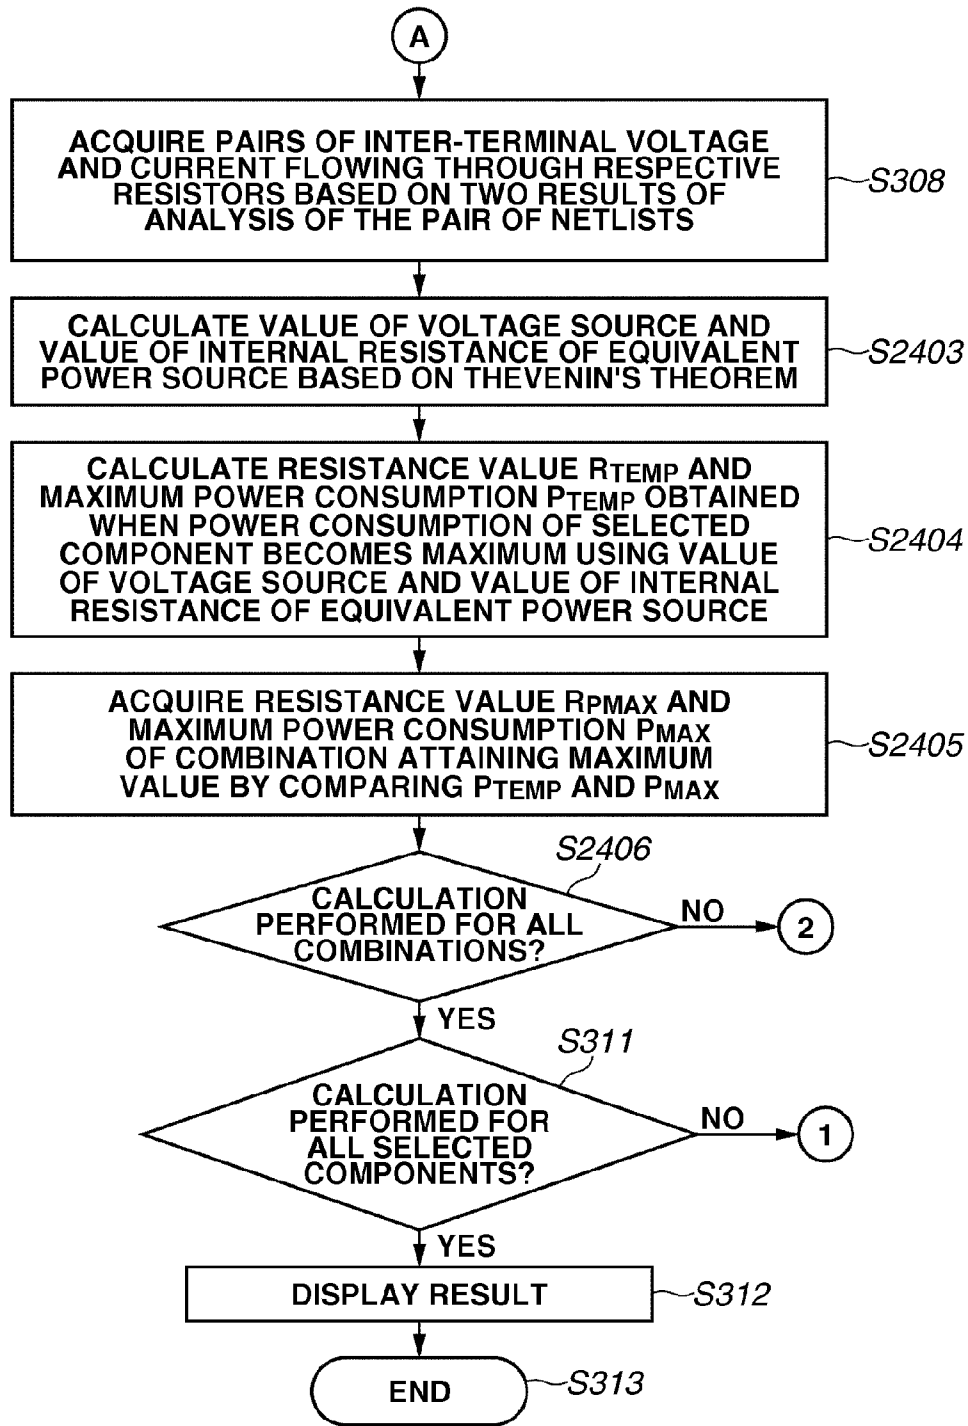 A
ACQUIRE PAIRS OF INTER-TERMINAL VOLTAGE
AND CURRENT FLOWING THROUGH RESPECTIVE
RESISTORS BASED ON TWO RESULTS OF
ANALYSIS OF THE PAIR OF NETLISTS
S308
CALCULATE VALUE OF VOLTAGE SOURCE AND
VALUE OF INTERNAL RESISTANCE OF EQUIVALENT
POWER SOURCE BASED ON THEVENIN'S THEOREM
S2403
CALCULATE RESISTANCE VALUE RTEMP AND
MAXIMUM POWER CONSUMPTION PTEMP OBTAINED
WHEN POWER CONSUMPTION OF SELECTED
COMPONENT BECOMES MAXIMUM USING VALUE
OF VOLTAGE SOURCE AND VALUE OF INTERNAL
RESISTANCE OF EQUIVALENT POWER SOURCE
S2404
ACQUIRE RESISTANCE VALUE RPMAX AND
MAXIMUM POWER CONSUMPTION PMAX
OF COMBINATION ATTAINING MAXIMUM
VALUE BY COMPARING PTEMP AND PMAX
S2405
S2406
CALCULATION
PERFORMED FOR ALL
COMBINATIONS?
NO
2
YES
S311
CALCULATION
PERFORMED FOR
ALL SELECTED
COMPONENTS?
NO
1
YES
DISPLAY RESULT
S312
END
S313